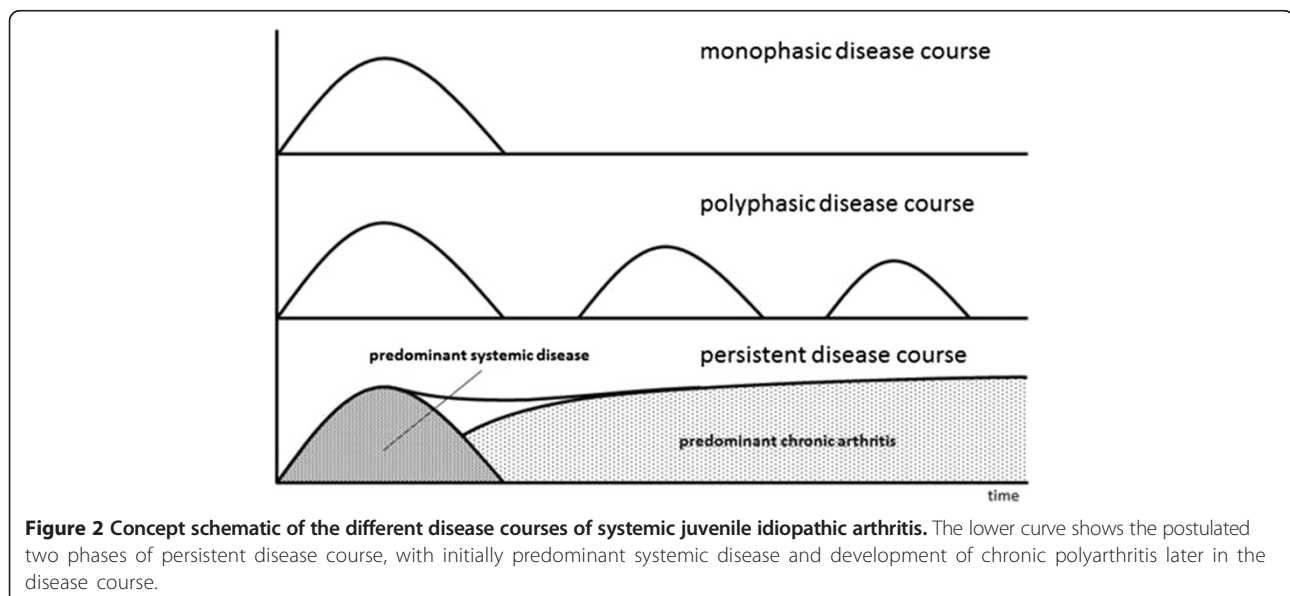 monophasic disease course
polyphasic disease course
persistent disease course
predominant systemic disease
predominant chronic arthritis
time
Figure 2 Concept schematic of the different disease courses of systemic juvenile idiopathic arthritis. The lower curve shows the postulated
two phases of persistent disease course, with initially predominant systemic disease and development of chronic polyarthritis later in the
disease course.